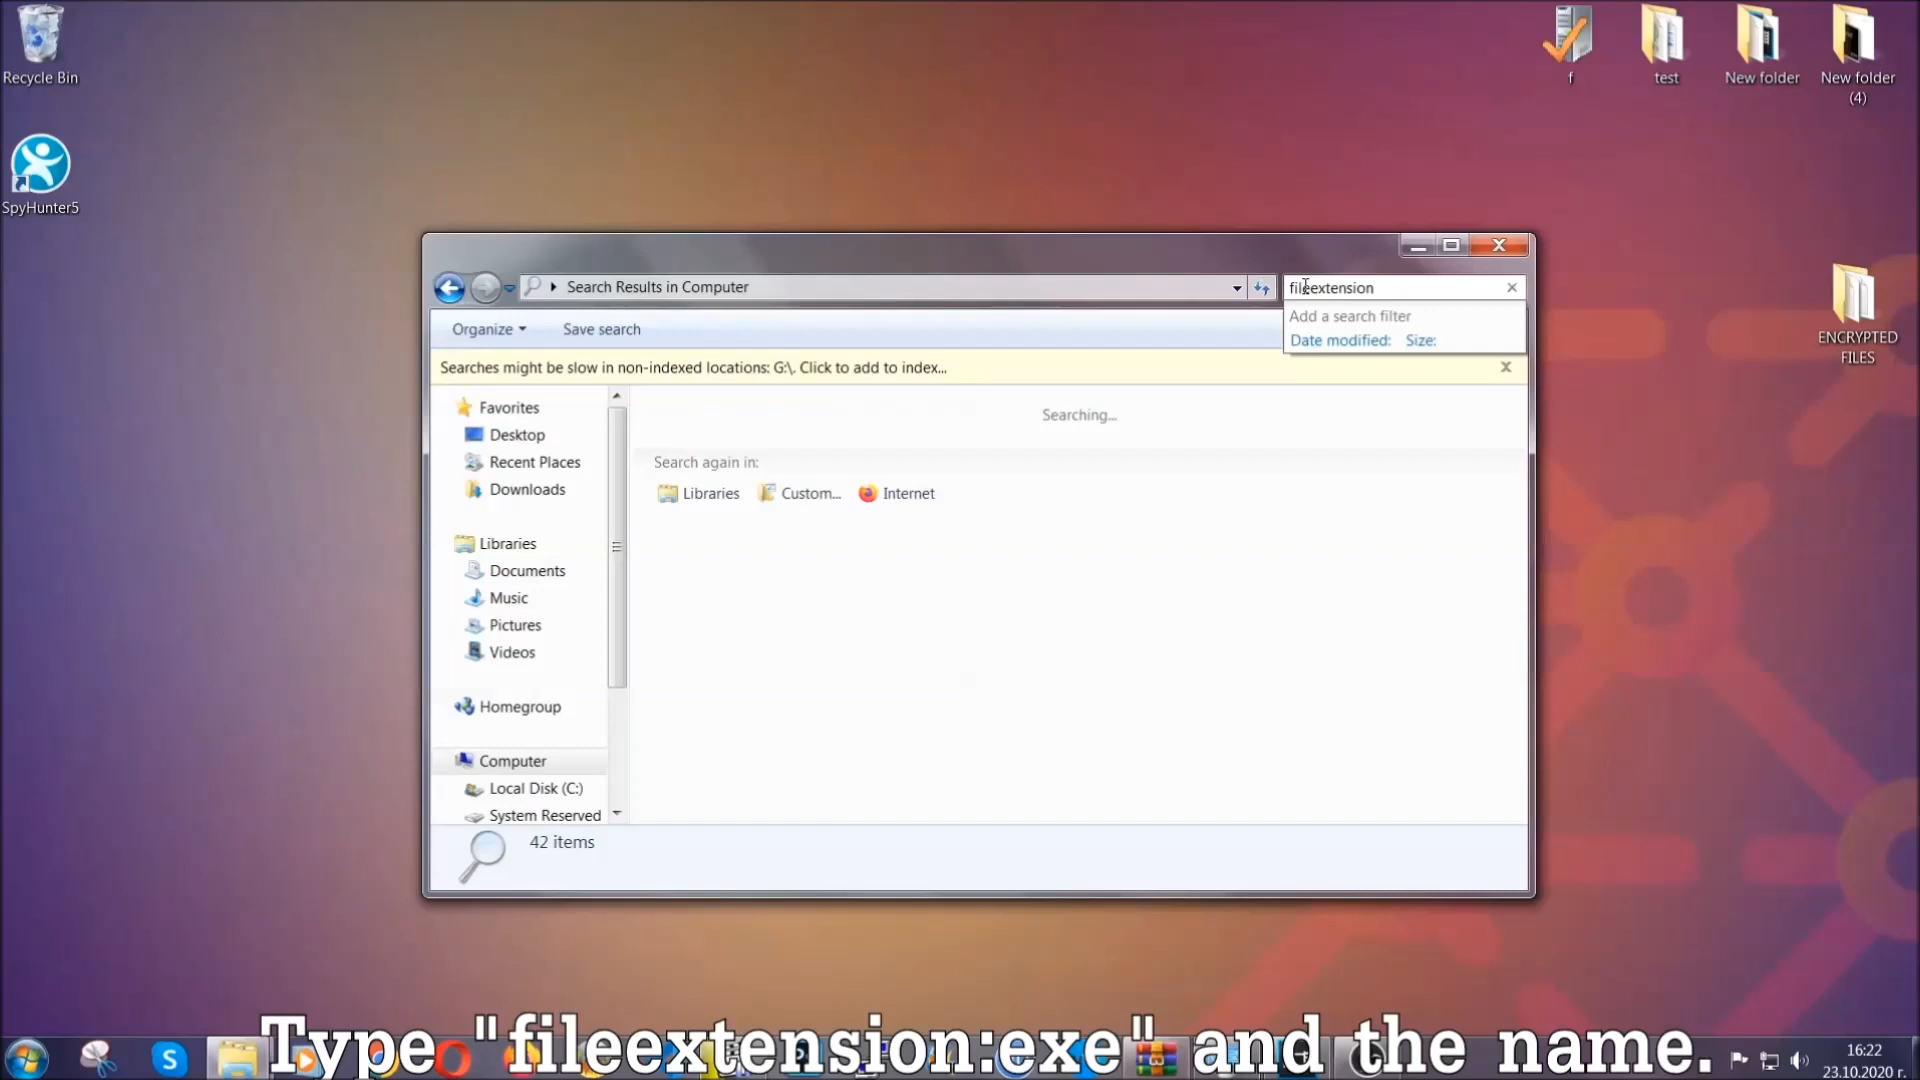 Recycle Bin
f
test
New folder
New folder
(4)
SpyHunter5
ENCRYPTED
FILES
Search Results in Computer
fileextension
Add a search filter
Date modified: Size:
Organize
Save search
Searches might be slow in non-indexed locations: G:\. Click to add to index...
Favorites
Desktop
Recent Places
Downloads
Libraries
Documents
Music
Pictures
Videos
Homegroup
Computer
Local Disk (C:)
System Reserved
Searching...
Search again in:
Libraries
Custom...
Internet
42 items
Type "fileextension:exe" and the name.
16:22
23.10.2020 г.